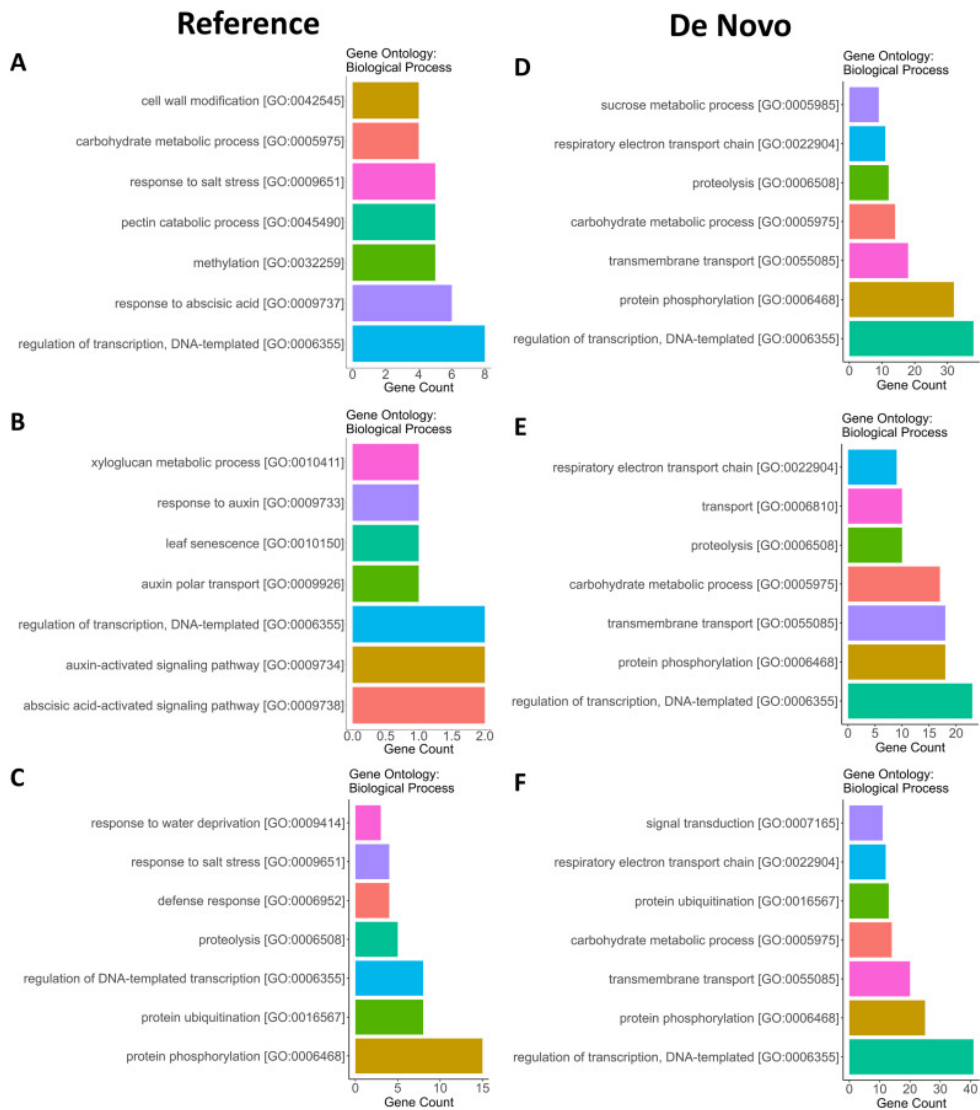 Reference
De Novo
A
Gene Ontology:
Biological Process
cell wall modification [GO:0042545]
carbohydrate metabolic process [GO:0005975]
response to salt stress [GO:0009651]
pectin catabolic process [GO:0045490]
methylation [GO:0032259]
response to abscisic acid [GO:0009737]
regulation of transcription, DNA-templated [GO:0006355]
0 2 4 6 8
Gene Count
D
Gene Ontology:
Biological Process
sucrose metabolic process [GO:0005985]
respiratory electron transport chain [GO:0022904]
proteolysis [GO:0006508]
carbohydrate metabolic process [GO:0005975]
transmembrane transport [GO:0055085]
protein phosphorylation [GO:0006468]
regulation of transcription, DNA-templated [GO:0006355]
0 10 20 30
Gene Count
B
Gene Ontology:
Biological Process
xyloglucan metabolic process [GO:0010411]
response to auxin [GO:0009733]
leaf senescence [GO:0010150]
auxin polar transport [GO:0009926]
regulation of transcription, DNA-templated [GO:0006355]
auxin-activated signaling pathway [GO:0009734]
abscisic acid-activated signaling pathway [GO:0009738]
0.0 0.5 1.0 1.5 2.0
Gene Count
E
Gene Ontology:
Biological Process
respiratory electron transport chain [GO:0022904]
transport [GO:0006810]
proteolysis [GO:0006508]
carbohydrate metabolic process [GO:0005975]
transmembrane transport [GO:0055085]
protein phosphorylation [GO:0006468]
regulation of transcription, DNA-templated [GO:0006355]
0 5 10 15 20
Gene Count
C
Gene Ontology:
Biological Process
response to water deprivation [GO:0009414]
response to salt stress [GO:0009651]
defense response [GO:0006952]
proteolysis [GO:0006508]
regulation of DNA-templated transcription [GO:0006355]
protein ubiquitination [GO:0016567]
protein phosphorylation [GO:0006468]
0 5 10 15
Gene Count
F
Gene Ontology:
Biological Process
signal transduction [GO:0007165]
respiratory electron transport chain [GO:0022904]
protein ubiquitination [GO:0016567]
carbohydrate metabolic process [GO:0005975]
transmembrane transport [GO:0055085]
protein phosphorylation [GO:0006468]
regulation of transcription, DNA-templated [GO:0006355]
0 10 20 30 40
Gene Count